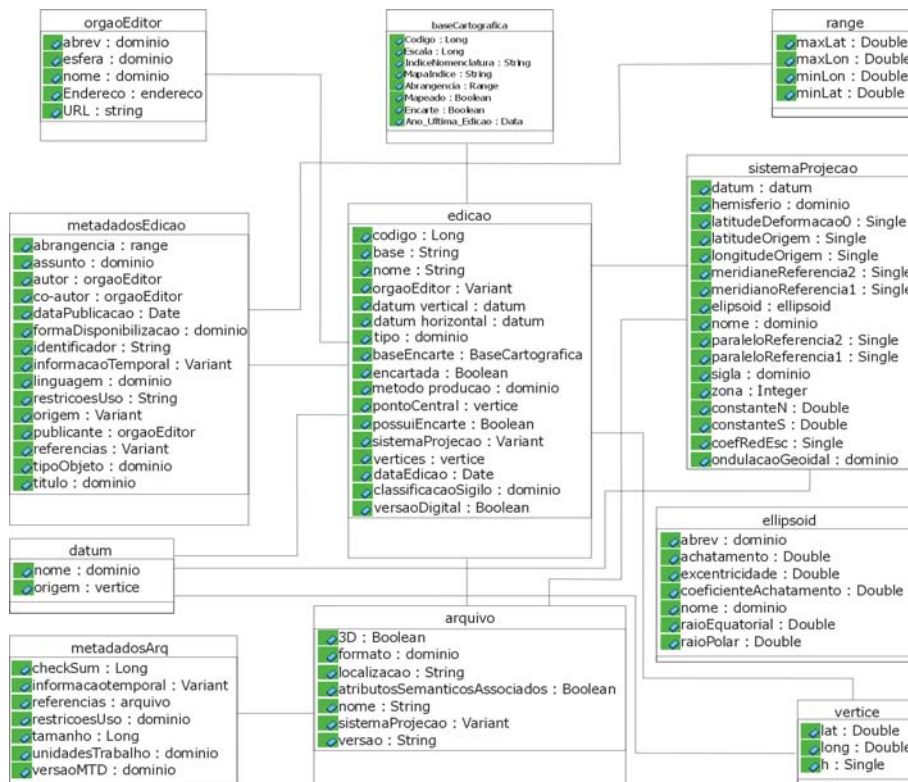 orgaoEditor
abrev : dominio
esfera : dominio
nome : dominio
Endereco : endereco
URL : string
baseCartografica
Codigo : Long
Escala : Long
IndiceNomenclatura : String
MapaIndice : String
Abrangencia : Range
Mapeado : Boolean
Encarte : Boolean
Ano_Ultima_Edicao : Data
range
maxLat : Double
maxLon : Double
minLon : Double
minLat : Double
metadadosEdicao
abrangencia : range
assunto : dominio
autor : orgaoEditor
co-autor : orgaoEditor
dataPublicacao : Date
formaDisponibilizacao : dominio
identificador : String
informacaoTemporal : Variant
linguagem : dominio
restricoesUso : String
origem : Variant
publicante : orgaoEditor
referencias : Variant
tipoObjeto : dominio
titulo : dominio
edicao
codigo : Long
base : String
nome : String
orgaoEditor : Variant
datum vertical : datum
datum horizontal : datum
tipo : dominio
baseEncarte : BaseCartografica
encartada : Boolean
metodo producao : dominio
pontoCentral : vertice
possuiEncarte : Boolean
sistemaProjecao : Variant
vertices : vertice
dataEdicao : Date
classificacaoSigilo : dominio
versaoDigital : Boolean
sistemaProjecao
datum : datum
hemisferio : dominio
latitudeDeformacao0 : Single
latitudeOrigem : Single
longitudeOrigem : Single
meridianeReferencia2 : Single
meridianoReferencia1 : Single
elipsoid : ellipsoid
nome : dominio
paraleloReferencia2 : Single
paraleloReferencia1 : Single
sigla : dominio
zona : Integer
constanteN : Double
constanteS : Double
coefRedEsc : Single
ondulacaoGeoidal : dominio
datum
nome : dominio
origem : vertice
ellipsoid
abrev : dominio
achatamento : Double
excentricidade : Double
coeficienteAchatamento : Double
nome : dominio
raioEquatorial : Double
raioPolar : Double
metadadosArq
checkSum : Long
informacaotemporal : Variant
referencias : arquivo
restricoesUso : dominio
tamanho : Long
unidadesTrabalho : dominio
versaoMTD : dominio
arquivo
3D : Boolean
formato : dominio
localizacao : String
atributosSemanticosAssociados : Boolean
nome : String
sistemaProjecao : Variant
versao : String
vertice
lat : Double
long : Double
h : Single